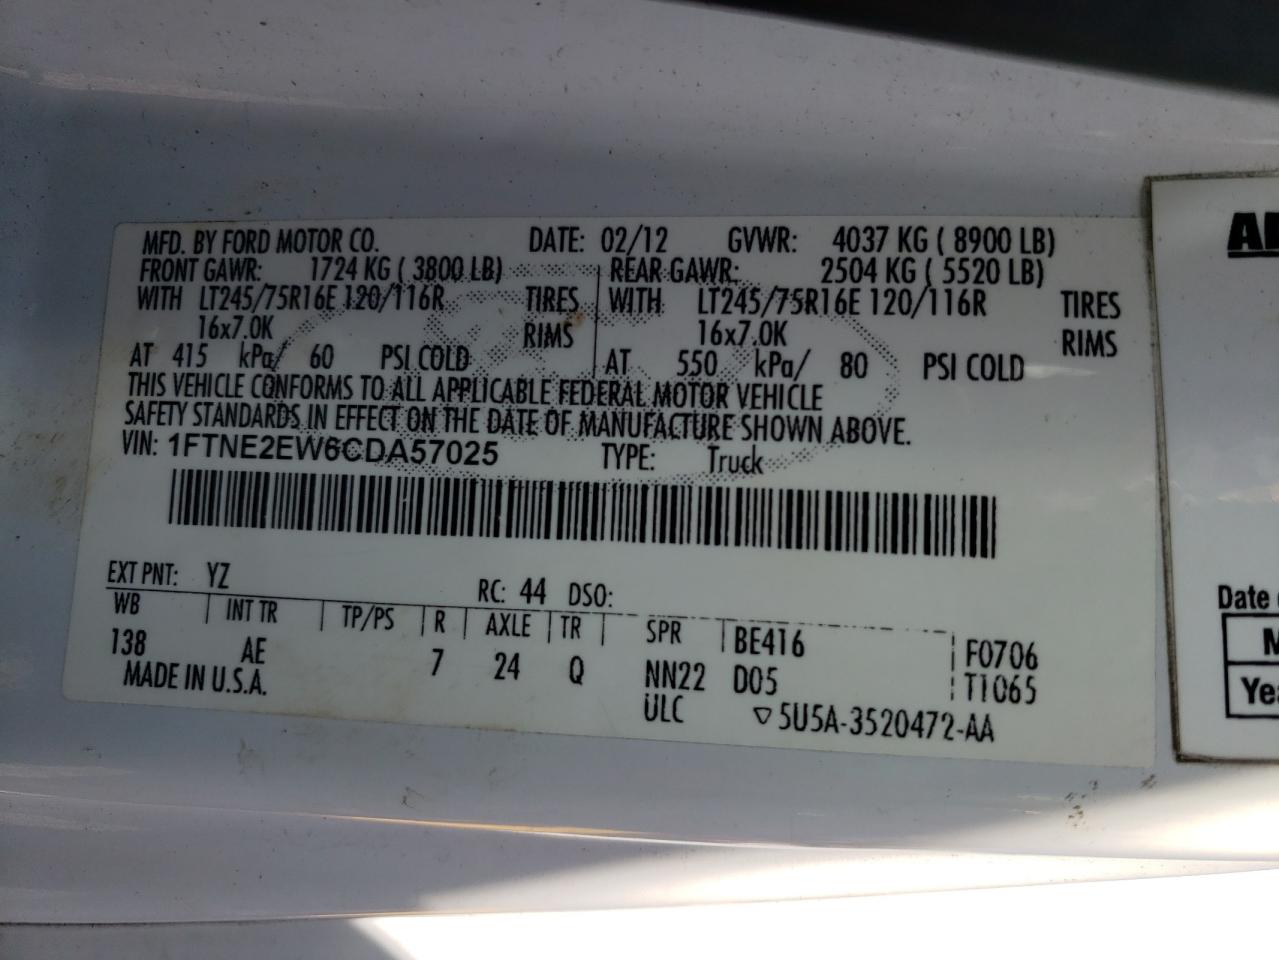 MFD. BY FORD MOTOR CO. DATE: 02/12 GVWR: 4037 KG ( 8900 LB)
FRONT GAWR: 1724 KG ( 3800 LB) REAR GAWR: 2504 KG ( 5520 LB)
WITH LT245/75R16E 120/116R TIRES WITH LT245/75R16E 120/116R TIRES
16x7.0K RIMS 16x7.0K RIMS
AT 415 kPa/ 60 PSI COLD AT 550 kPa/ 80 PSI COLD
THIS VEHICLE CONFORMS TO ALL APPLICABLE FEDERAL MOTOR VEHICLE
SAFETY STANDARDS IN EFFECT ON THE DATE OF MANUFACTURE SHOWN ABOVE.
VIN: 1FTNE2EW6CDA57025 TYPE: Truck
EXT PNT: YZ RC: 44 DSO:
WB INT TR TP/PS R AXLE TR SPR BE416 F0706
138 AE 7 24 Q NN22 D05 T1065
MADE IN U.S.A. ULC ▽5U5A-3520472-AA
Date